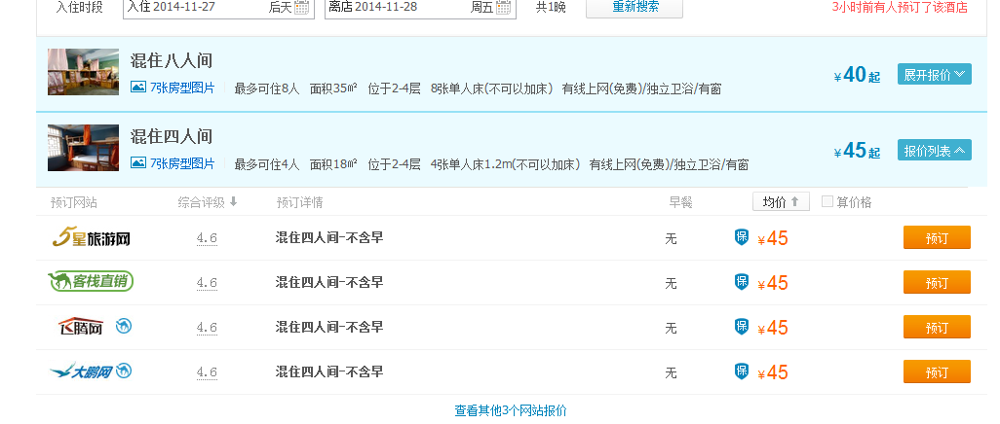 入住时段 入住 2014-11-27 后天 离店 2014-11-28 周五 共1晚 重新搜索 3小时前有人预订了该酒店
混住八人间
¥40起 展开报价
7张房型图片 最多可住8人 面积35㎡ 位于2-4层 8张单人床(不可以加床) 有线上网(免费)/独立卫浴/有窗
混住四人间
¥45起 报价列表
7张房型图片 最多可住4人 面积18㎡ 位于2-4层 4张单人床1.2m(不可以加床) 有线上网(免费)/独立卫浴/有窗
预订网站 综合评级 预订详情 早餐 均价 算价格
5星旅游网 4.6 混住四人间-不含早 无 保 ¥45 预订
客栈直销 4.6 混住四人间-不含早 无 保 ¥45 预订
飞腾网 4.6 混住四人间-不含早 无 保 ¥45 预订
大鹏网 4.6 混住四人间-不含早 无 保 ¥45 预订
查看其他3个网站报价